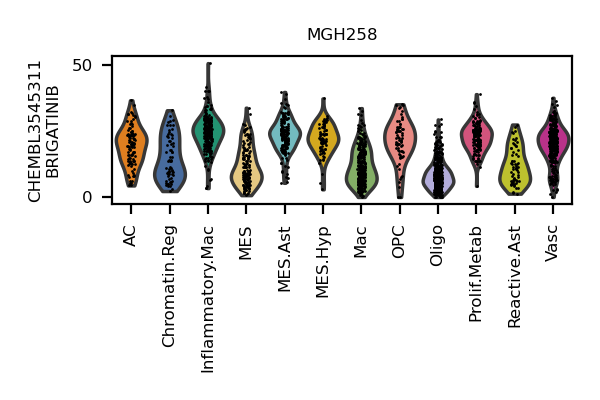 MGH258
CHEMBL3545311
BRIGATINIB
50
0
AC
Chromatin.Reg
Inflammatory.Mac
MES
MES.Ast
MES.Hyp
Mac
OPC
Oligo
Prolif.Metab
Reactive.Ast
Vasc